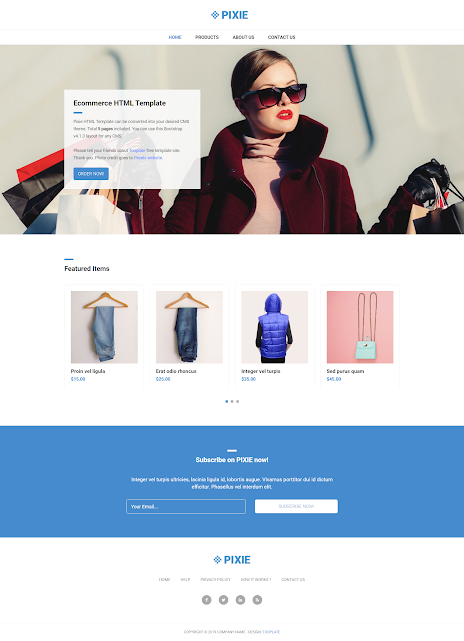 PIXIE
HOME PRODUCTS ABOUT US CONTACT US
Ecommerce HTML Template
Pixie HTML Template can be converted into your desired CMS
theme. Total 5 pages included. You can use this Bootstrap
v4.1.3 layout for any CMS.
Please tell your friends about Tooplate free template site.
Thank you. Photo credit goes to Pexels website.
ORDER NOW!
Featured Items
Proin vel ligula
$15.00
Erat odio rhoncus
$25.00
Integer vel turpis
$35.00
Sed purus quam
$45.00
Subscribe on PIXIE now!
Integer vel turpis ultricies, lacinia ligula id, lobortis augue. Vivamus porttitor dui id dictum
efficitur. Phasellus vel interdum elit.
Your Email...
SUBSCRIBE NOW!
PIXIE
HOME HELP PRIVACY POLICY HOW IT WORKS ? CONTACT US
COPYRIGHT © 2019 COMPANY NAME - DESIGN: TOOPLATE